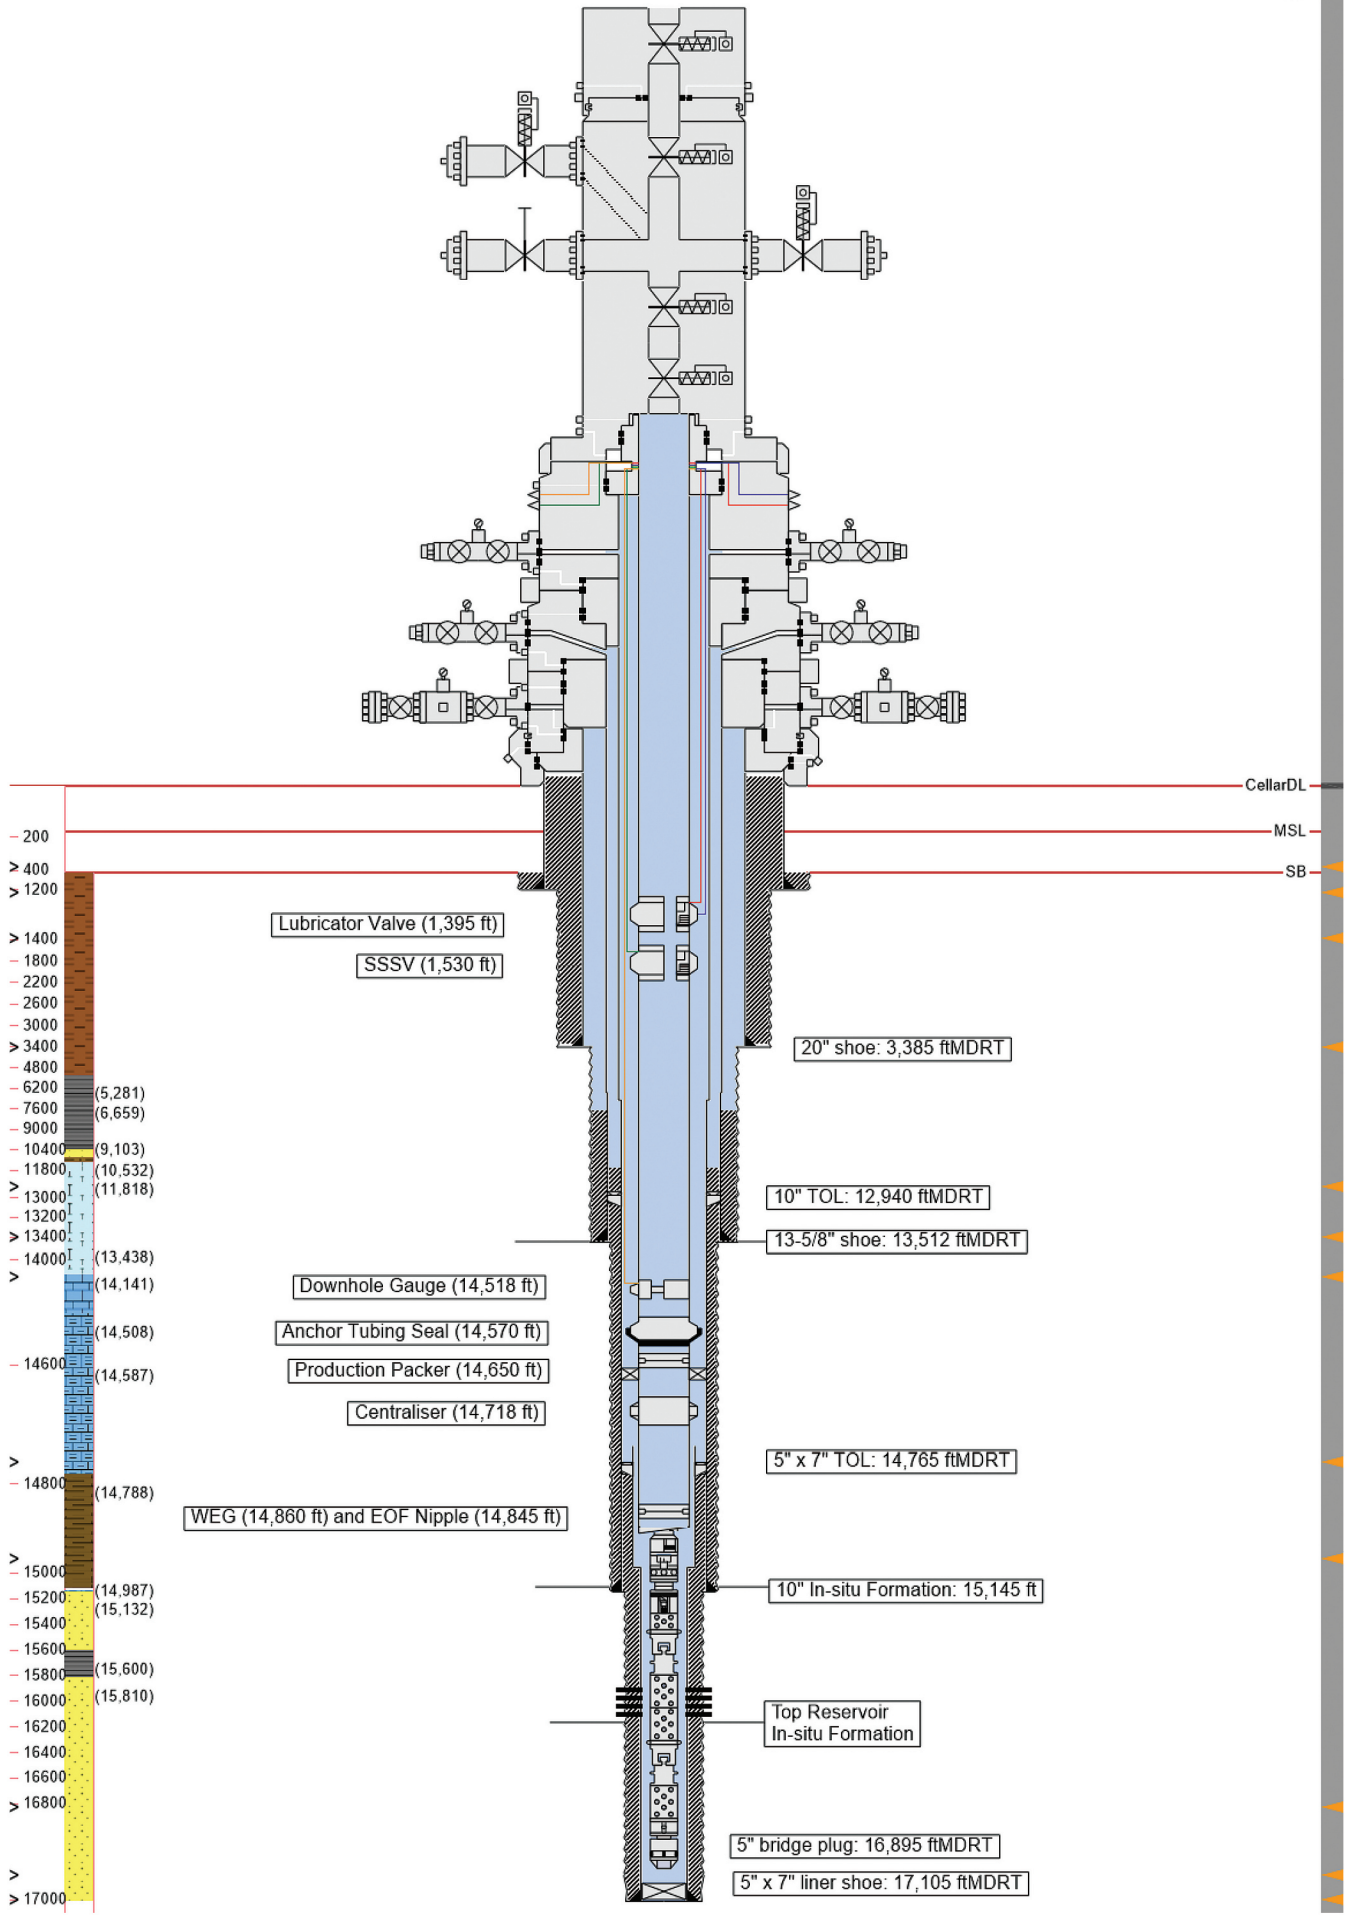 CellarDL
200
MSL
400
SB
1200
Lubricator Valve (1,395 ft)
1400
1800
SSSV (1,530 ft)
2200
2600
3000
3400
20" shoe: 3,385 ftMDRT
4800
6200
(5,281)
7600
(6,659)
9000
10400
(9,103)
11800
(10,532)
(11,818)
13000
10" TOL: 12,940 ftMDRT
13200
13400
13-5/8" shoe: 13,512 ftMDRT
14000
(13,438)
(14,141)
Downhole Gauge (14,518 ft)
(14,508)
Anchor Tubing Seal (14,570 ft)
14600
(14,587)
Production Packer (14,650 ft)
Centraliser (14,718 ft)
5" x 7" TOL: 14,765 ftMDRT
14800
(14,788)
WEG (14,860 ft) and EOF Nipple (14,845 ft)
15000
(14,987)
10" In-situ Formation: 15,145 ft
15200
(15,132)
15400
15600
(15,600)
15800
(15,810)
16000
Top Reservoir
In-situ Formation
16200
16400
16600
16800
5" bridge plug: 16,895 ftMDRT
5" x 7" liner shoe: 17,105 ftMDRT
17000